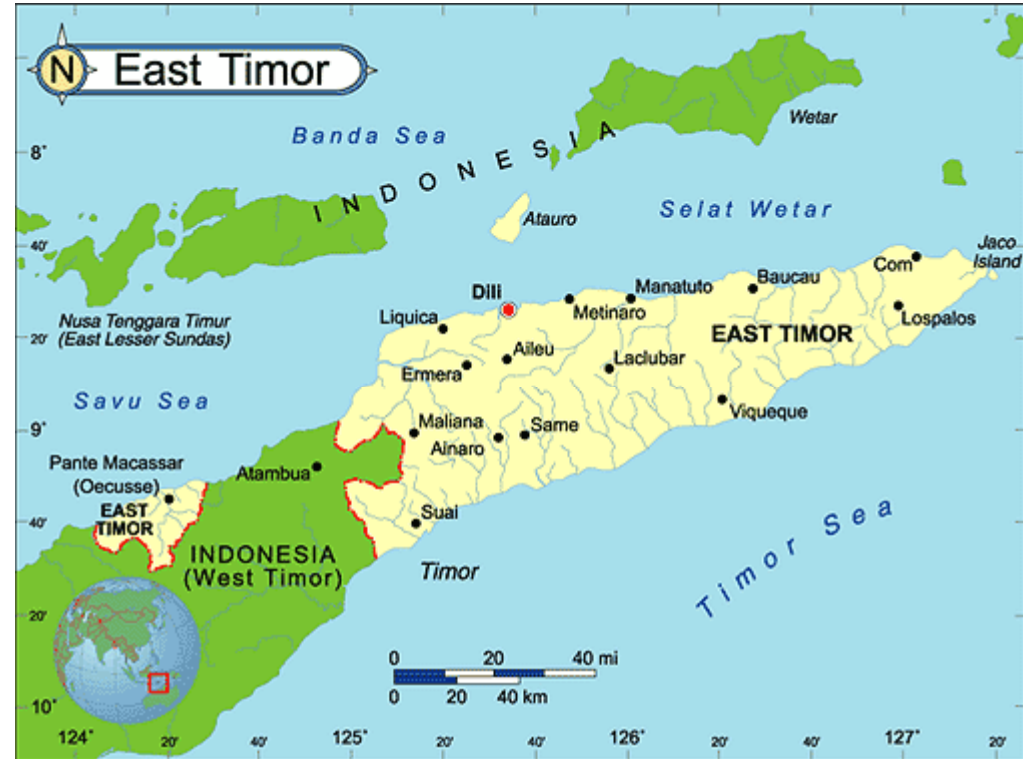 N
East Timor
Banda Sea
INDONESIA
Wetar
8°
Atauro
Selat Wetar
40'
Jaco
Island
Com
Baucau
Manatuto
Dili
Metinaro
Liquica
Lospalos
Nusa Tenggara Timur
(East Lesser Sundas)
EAST TIMOR
20'
Aileu
Laclubar
Ermera
Savu Sea
Viqueque
Maliana
Same
9°
Ainaro
Pante Macassar
(Oecusse)
Atambua
EAST
TIMOR
40'
Suai
Timor Sea
INDONESIA
(West Timor)
Timor
20'
0 20 40 mi
0 20 40 km
10°
124° 20' 40' 125° 20' 40' 126° 20' 40' 127° 20'